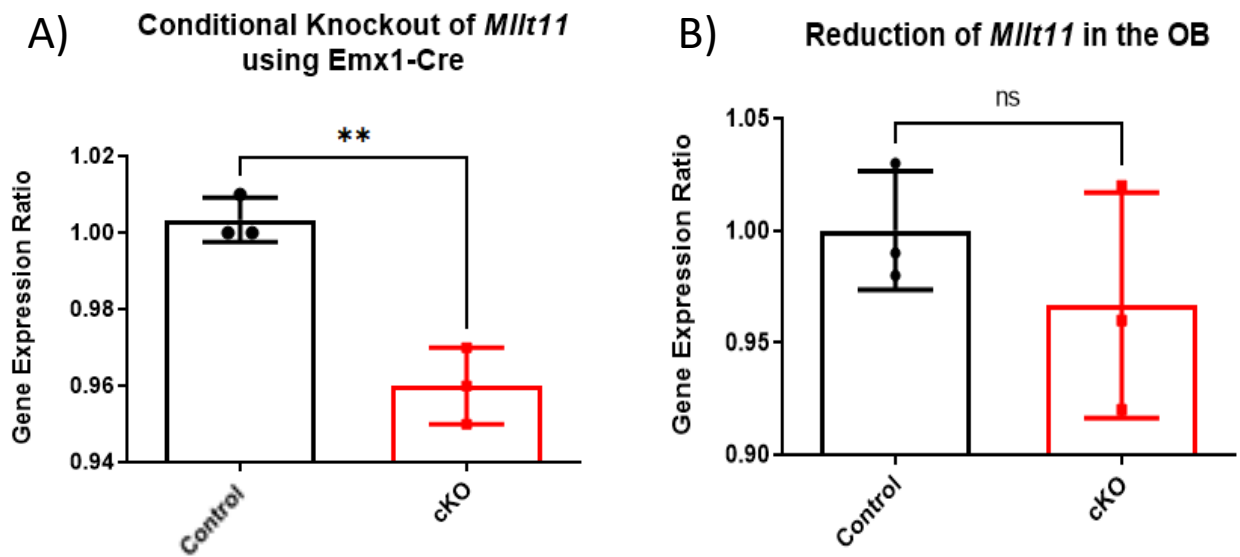 A)
Conditional Knockout of Mllt11
using Emx1-Cre
**
Gene Expression Ratio
1.02
1.00
0.98
0.96
0.94
Control
cKO
B)
Reduction of Mllt11 in the OB
ns
Gene Expression Ratio
1.05
1.00
0.95
0.90
Control
cKO